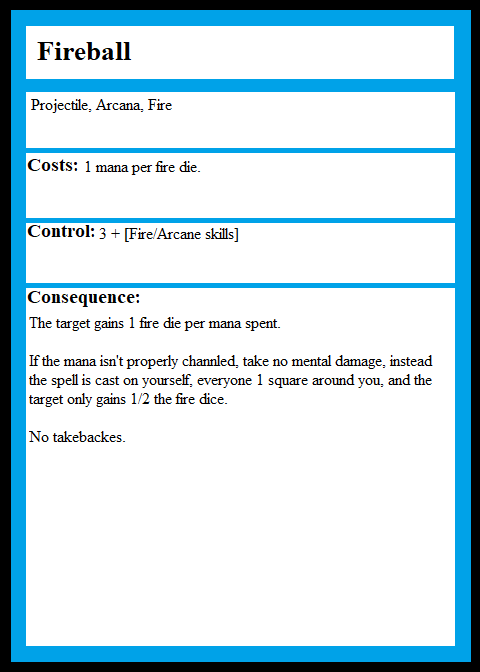 Fireball
Projectile, Arcana, Fire
Costs: 1 mana per fire die.
Control: 3 + [Fire/Arcane skills]
Consequence:
The target gains 1 fire die per mana spent.
If the mana isn't properly channled, take no mental damage, instead
the spell is cast on yourself, everyone 1 square around you, and the
target only gains 1/2 the fire dice.
No takebackes.